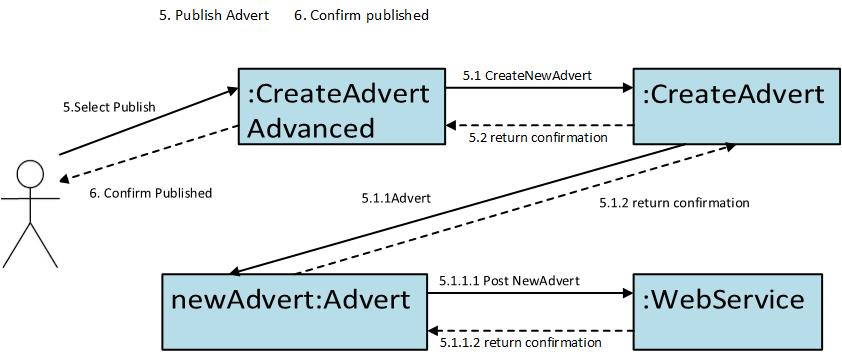 5. Publish Advert 6. Confirm published
5.1 CreateNewAdvert
:CreateAdvert
Advanced
:CreateAdvert
5.Select Publish
5.2 return confirmation
6. Confirm Published
5.1.1Advert
5.1.2 return confirmation
newAdvert:Advert
5.1.1.1 Post NewAdvert
:WebService
5.1.1.2 return confirmation